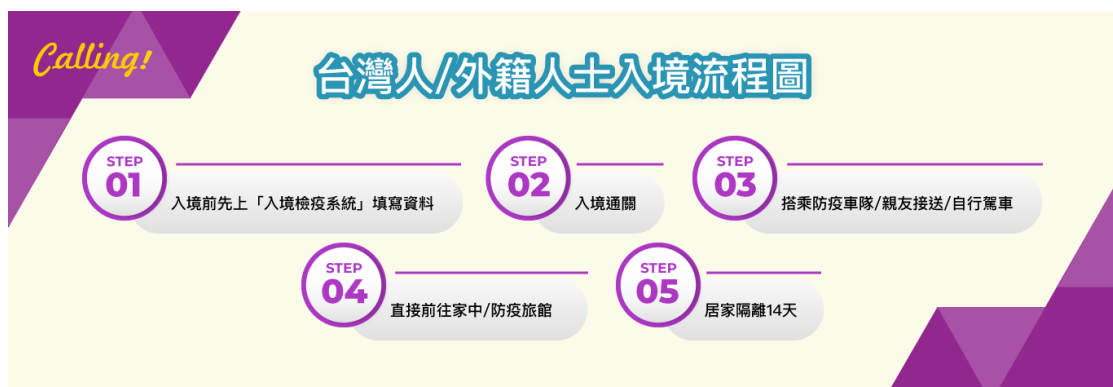 Calling!
台灣人/外籍人士入境流程圖
STEP
01
入境前先上「入境檢疫系統」填寫資料
STEP
02
入境通關
STEP
03
搭乘防疫車隊/親友接送/自行駕車
STEP
04
直接前往家中/防疫旅館
STEP
05
居家隔離14天